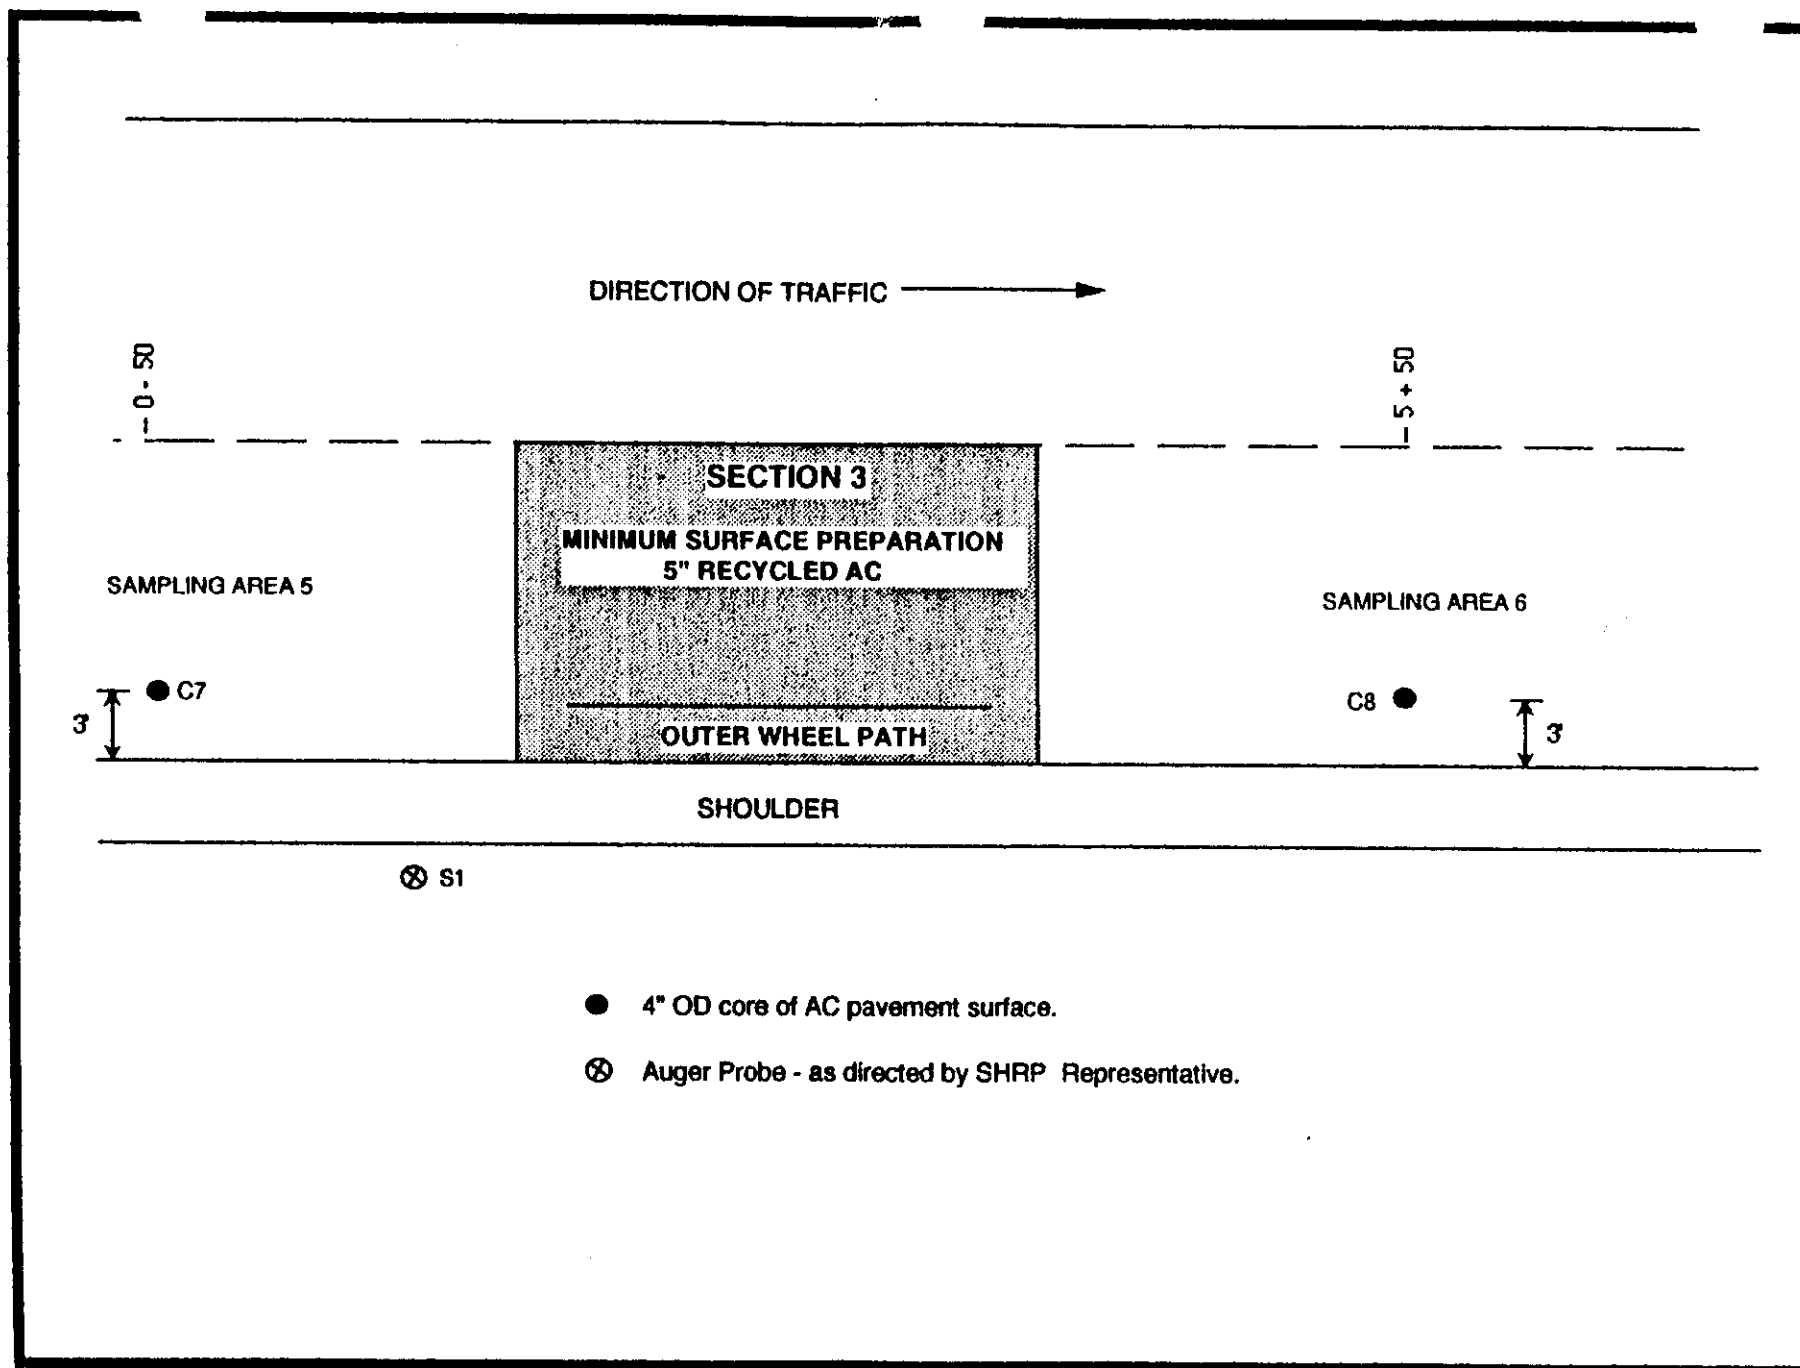 DIRECTION OF TRAFFIC
— 0 - 50
— 5 + 50
SECTION 3
MINIMUM SURFACE PREPARATION
5" RECYCLED AC
SAMPLING AREA 5
SAMPLING AREA 6
C7
C8
3'
3'
OUTER WHEEL PATH
SHOULDER
S1
4" OD core of AC pavement surface.
Auger Probe - as directed by SHRP Representative.